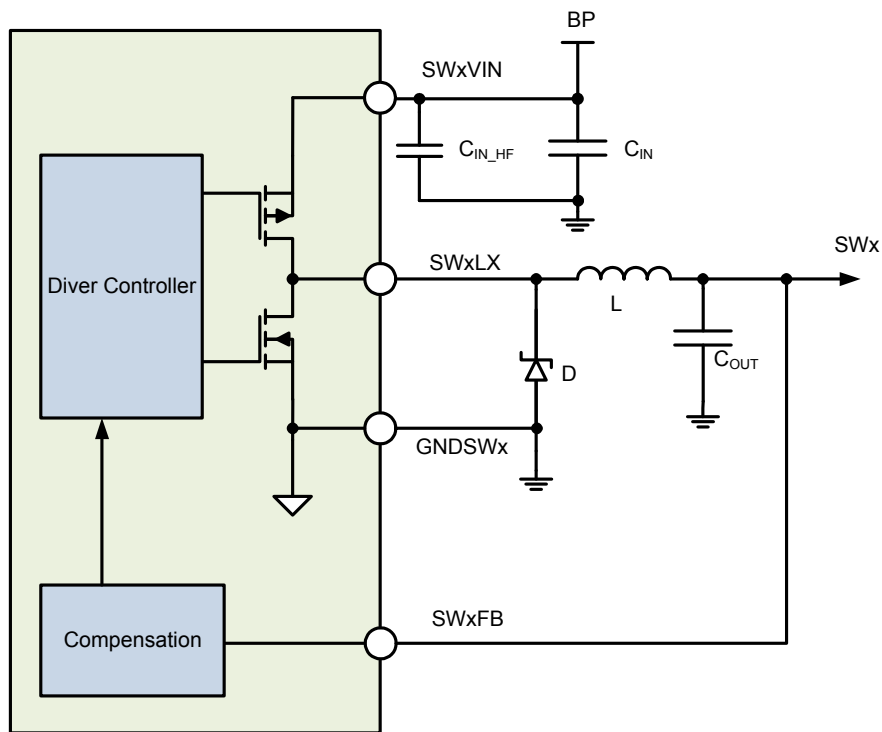 BP
SWxVIN
C_IN_HF
C_IN
SWx
Diver Controller
SWxLX
L
C_OUT
D
GNDSWx
SWxFB
Compensation